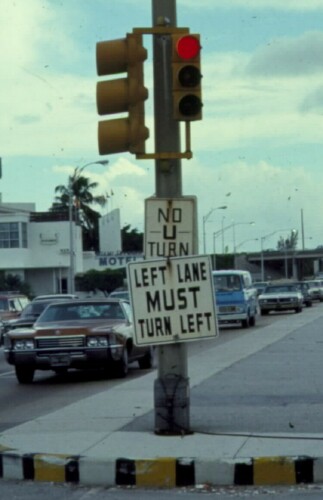 NO
U
TURN
MOTEL
LEFT LANE
MUST
TURN LEFT